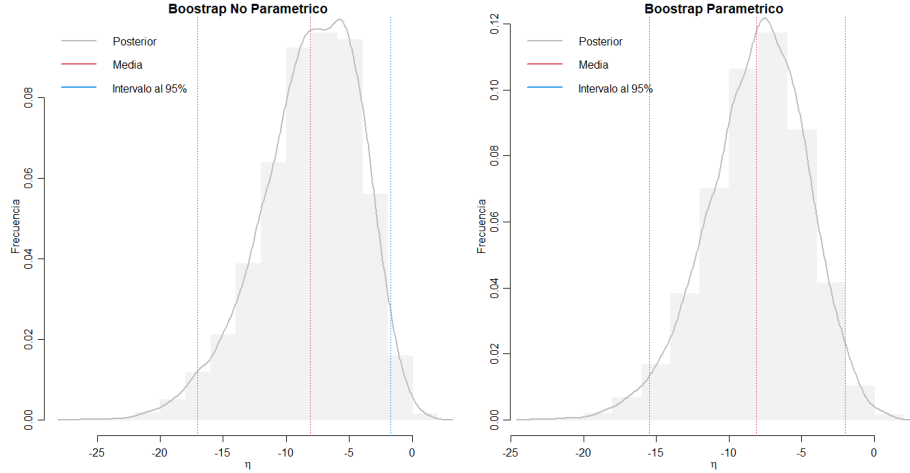 Boostrap No Parametrico
Posterior
Media
Intervalo al 95%
Frecuencia
0.00
0.02
0.04
0.06
0.08
-25
-20
-15
-10
-5
0
η
Boostrap Parametrico
Posterior
Media
Intervalo al 95%
Frecuencia
0.00
0.02
0.04
0.06
0.08
0.10
0.12
-25
-20
-15
-10
-5
0
η